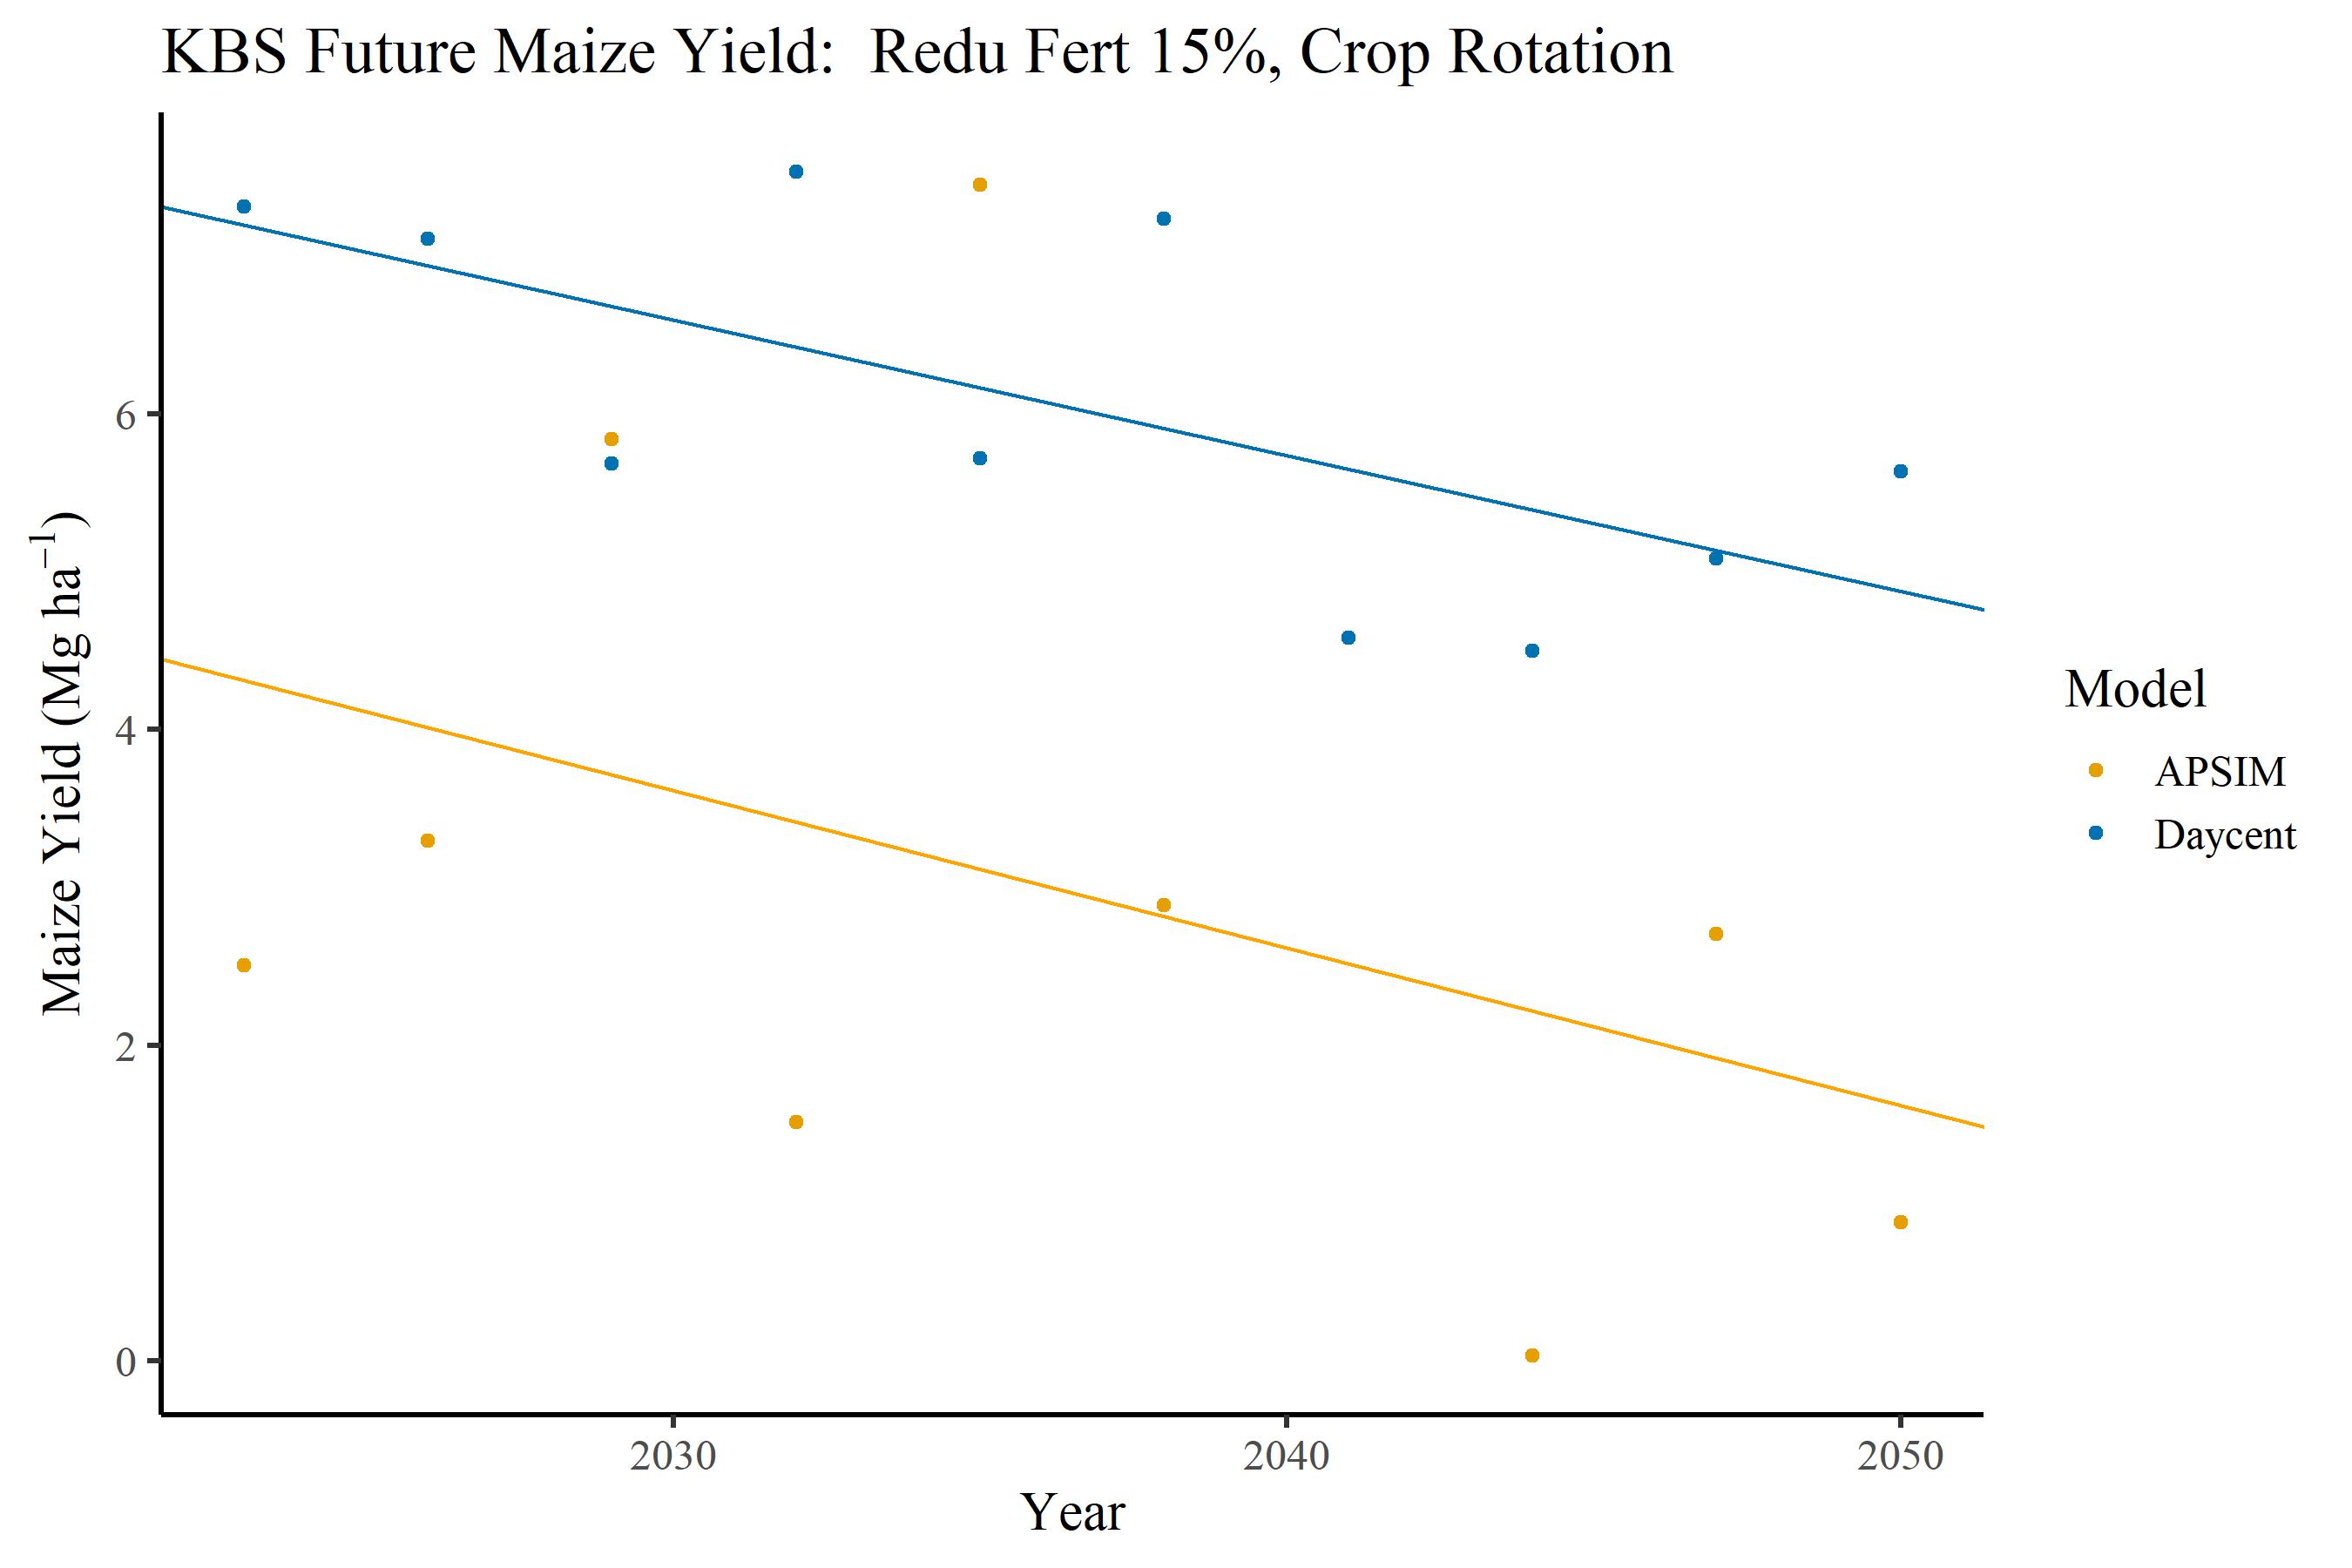 KBS Future Maize Yield:  Redu Fert 15%, Crop Rotation
Maize Yield (Mg ha⁻¹)
6
4
2
0
2030
2040
2050
Year
Model
APSIM
Daycent